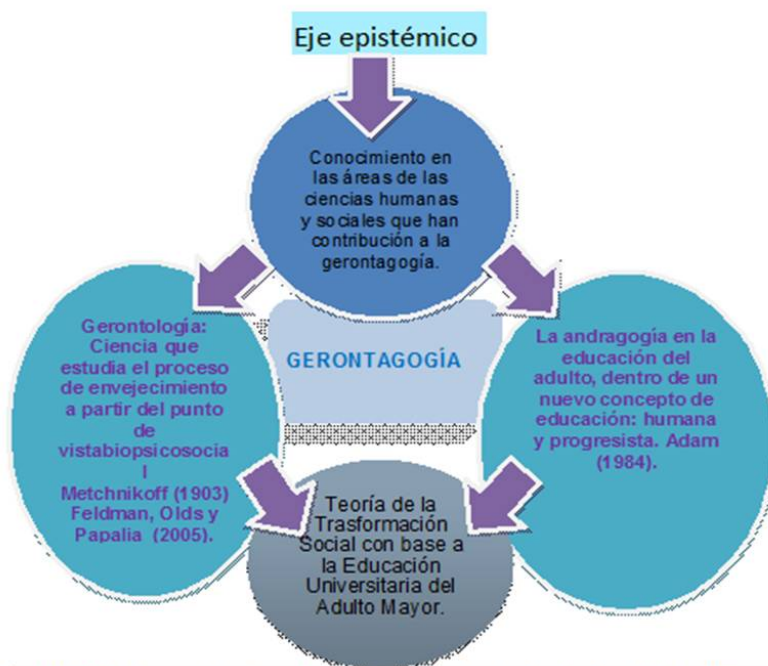 Eje epistémico
Conocimiento en
las áreas de las
ciencias humanas
y sociales que han
contribución a la
gerontagogía.
Gerontología:
Ciencia que
estudia el proceso
de envejecimiento
a partir del punto
de
vistabiopsicosocia
l
Metchnikoff (1903)
Feldman, Olds y
Papalia (2005).
GERONTAGOGÍA
La andragogía en la
educación del
adulto, dentro de un
nuevo concepto de
educación: humana
y progresista. Adam
(1984).
Teoría de la
Trasformación
Social con base a
la Educación
Universitaria del
Adulto Mayor.